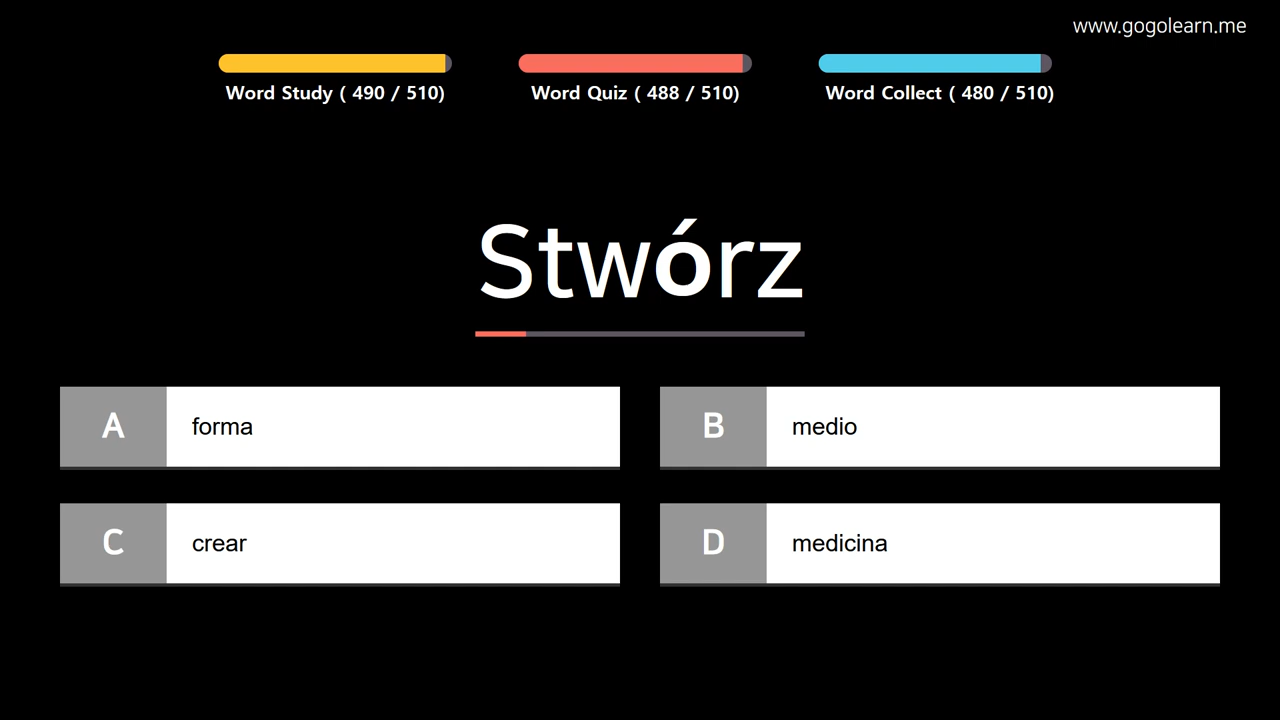 www.gogolearn.me
Word Study ( 490 / 510)
Word Quiz ( 488 / 510)
Word Collect ( 480 / 510)
Stwórz
A forma
B medio
C crear
D medicina